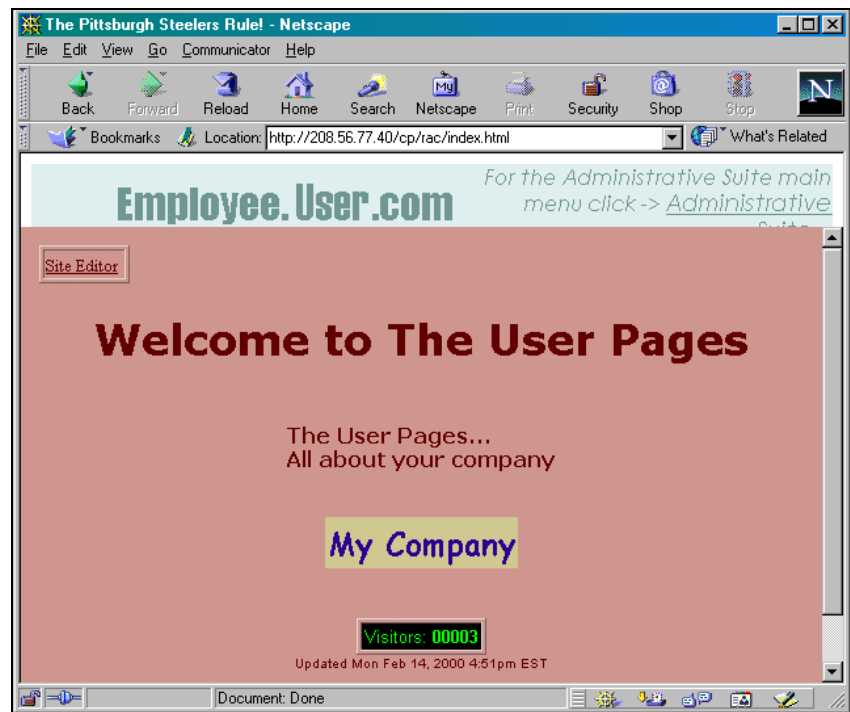 The Pittsburgh Steelers Rule! - Netscape
File Edit View Go Communicator Help
Back Forward Reload Home Search My Netscape Print Security Shop Stop N
Bookmarks Location: http://208.56.77.40/cp/rac/index.html What's Related
Employee.User.com
For the Administrative Suite main
menu click -> Administrative
Suite
Site Editor
Welcome to The User Pages
The User Pages...
All about your company
My Company
Visitors: 00003
Updated Mon Feb 14, 2000 4:51pm EST
Document: Done